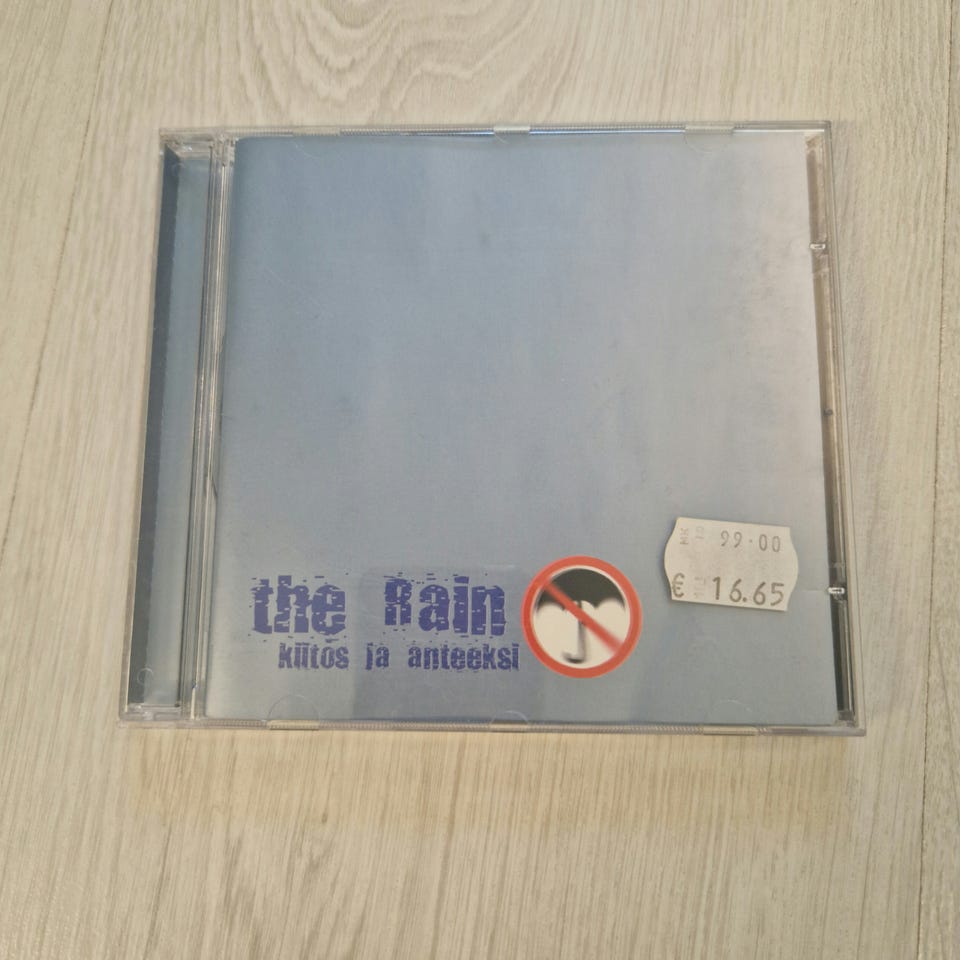 the Rain
kiitos ja anteeksi
99.00
€ 16.65